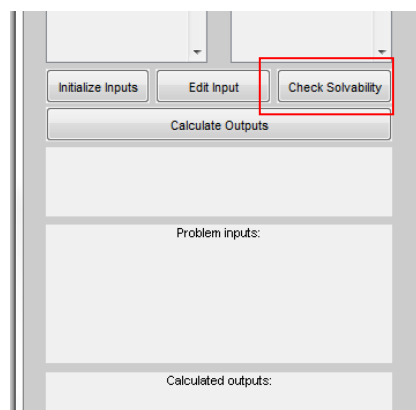 Initialize Inputs Edit Input Check Solvability
Calculate Outputs
Problem inputs:
Calculated outputs: